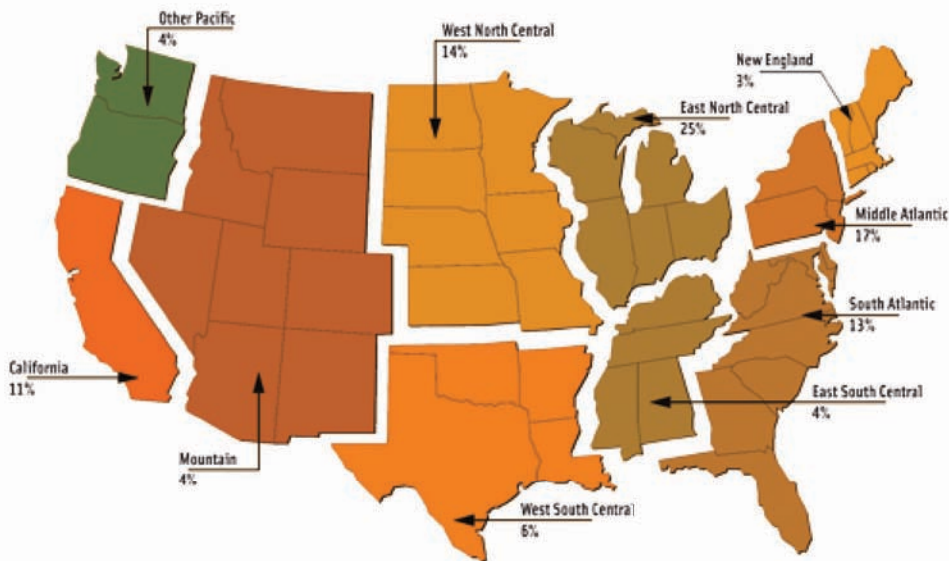 Other Pacific
4%
West North Central
14%
New England
3%
East North Central
25%
Middle Atlantic
17%
South Atlantic
13%
California
11%
East South Central
4%
Mountain
4%
West South Central
6%